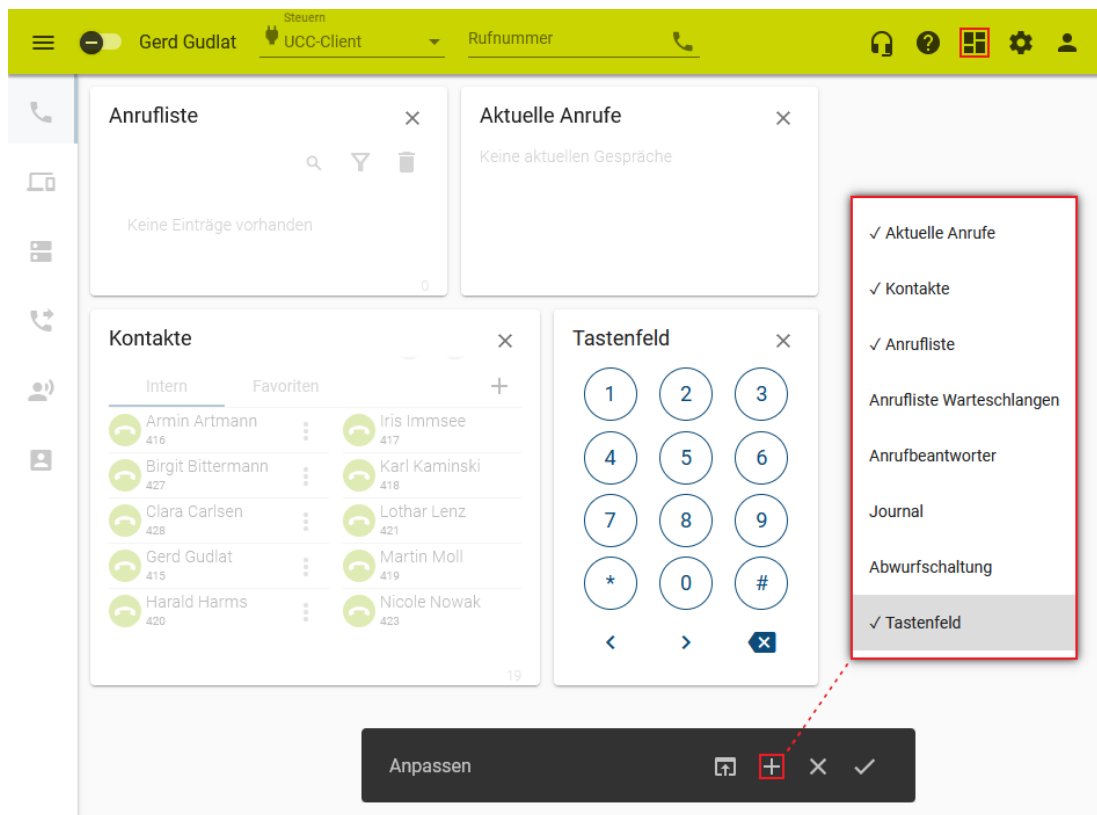 Steuern
Gerd Gudlat UCC-Client Rufnummer
Anrufliste
Keine Einträge vorhanden
0
Aktuelle Anrufe
Keine aktuellen Gespräche
Kontakte
Intern Favoriten
Armin Artmann
416
Iris Immsee
417
Birgit Bittermann
427
Karl Kaminski
418
Clara Carlsen
428
Lothar Lenz
421
Gerd Gudlat
415
Martin Moll
419
Harald Harms
420
Nicole Nowak
423
19
Tastenfeld
1 2 3
4 5 6
7 8 9
* 0 #
✓ Aktuelle Anrufe
✓ Kontakte
✓ Anrufliste
Anrufliste Warteschlangen
Anrufbeantworter
Journal
Abwurfschaltung
✓ Tastenfeld
Anpassen